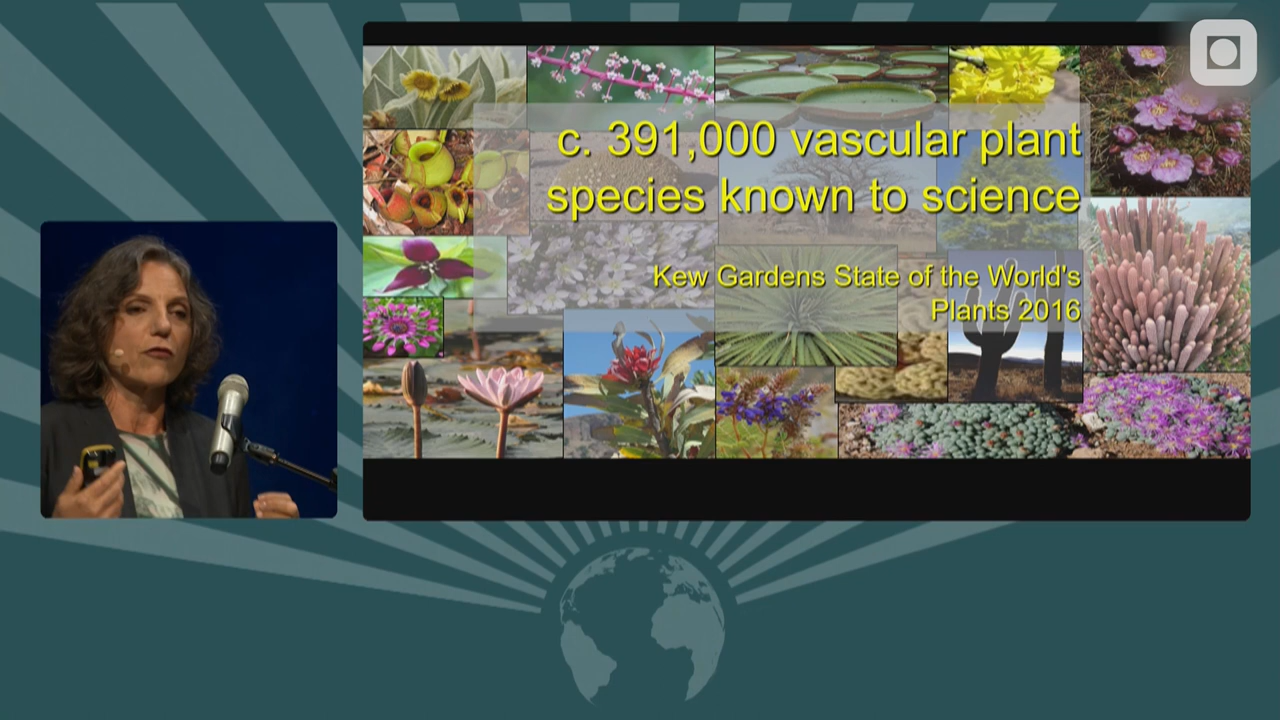 c. 391,000 vascular plant
species known to science
Kew Gardens State of the World's
Plants 2016